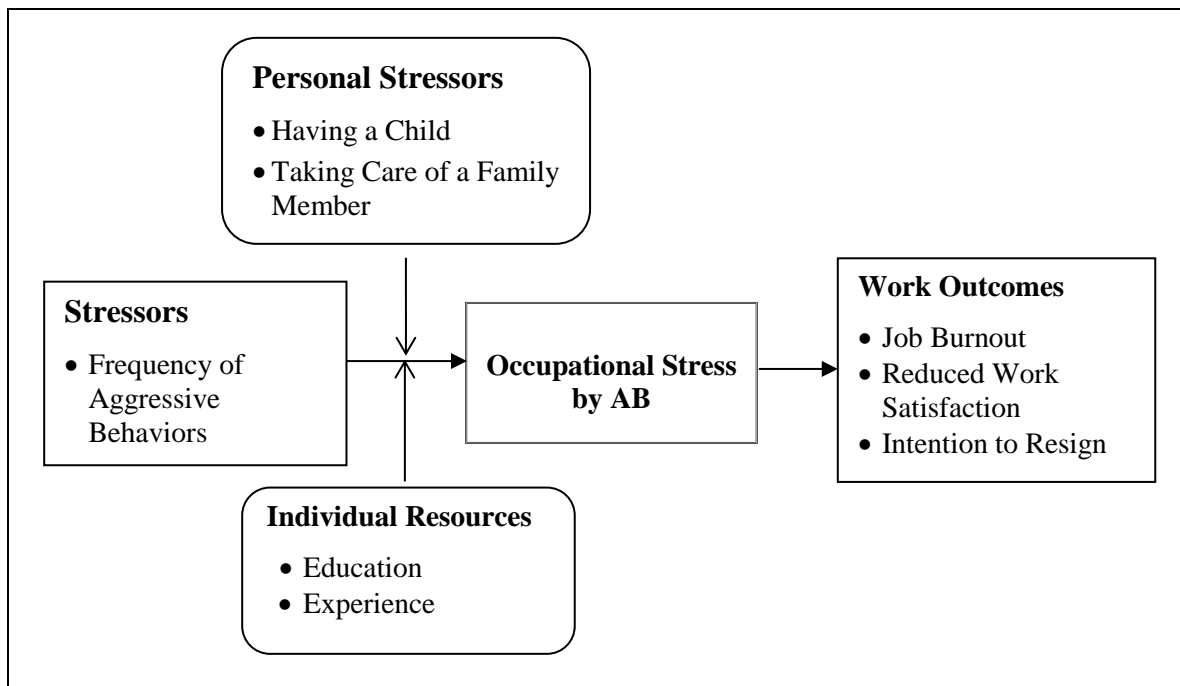 Personal Stressors
• Having a Child
• Taking Care of a Family
Member
Stressors
• Frequency of
Aggressive
Behaviors
Occupational Stress
by AB
Work Outcomes
• Job Burnout
• Reduced Work
Satisfaction
• Intention to Resign
Individual Resources
• Education
• Experience